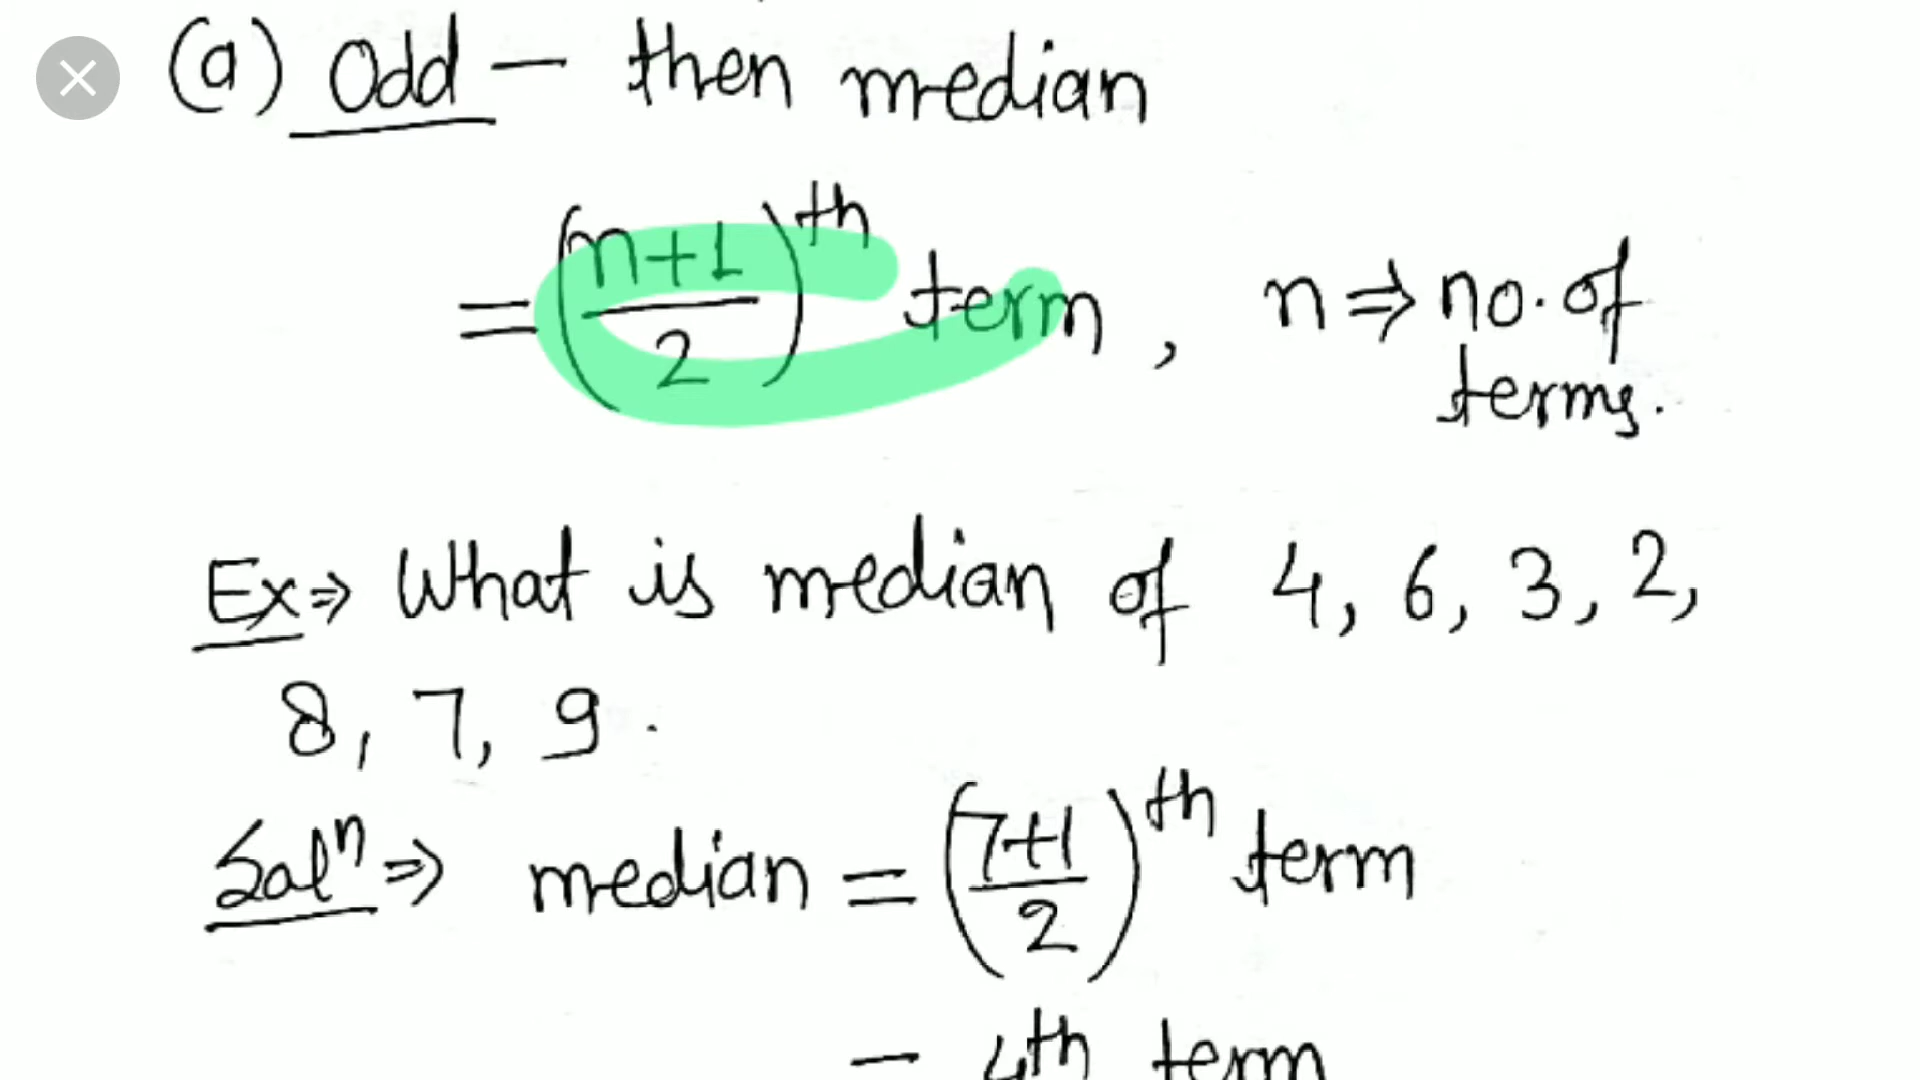 (a) Odd — then median
= (n+1/2)th term, n ⇒ no. of
terms.
Ex ⇒ What is median of 4, 6, 3, 2,
8, 7, 9.
Solⁿ ⇒ median = (7+1/2)th term
= 4th term